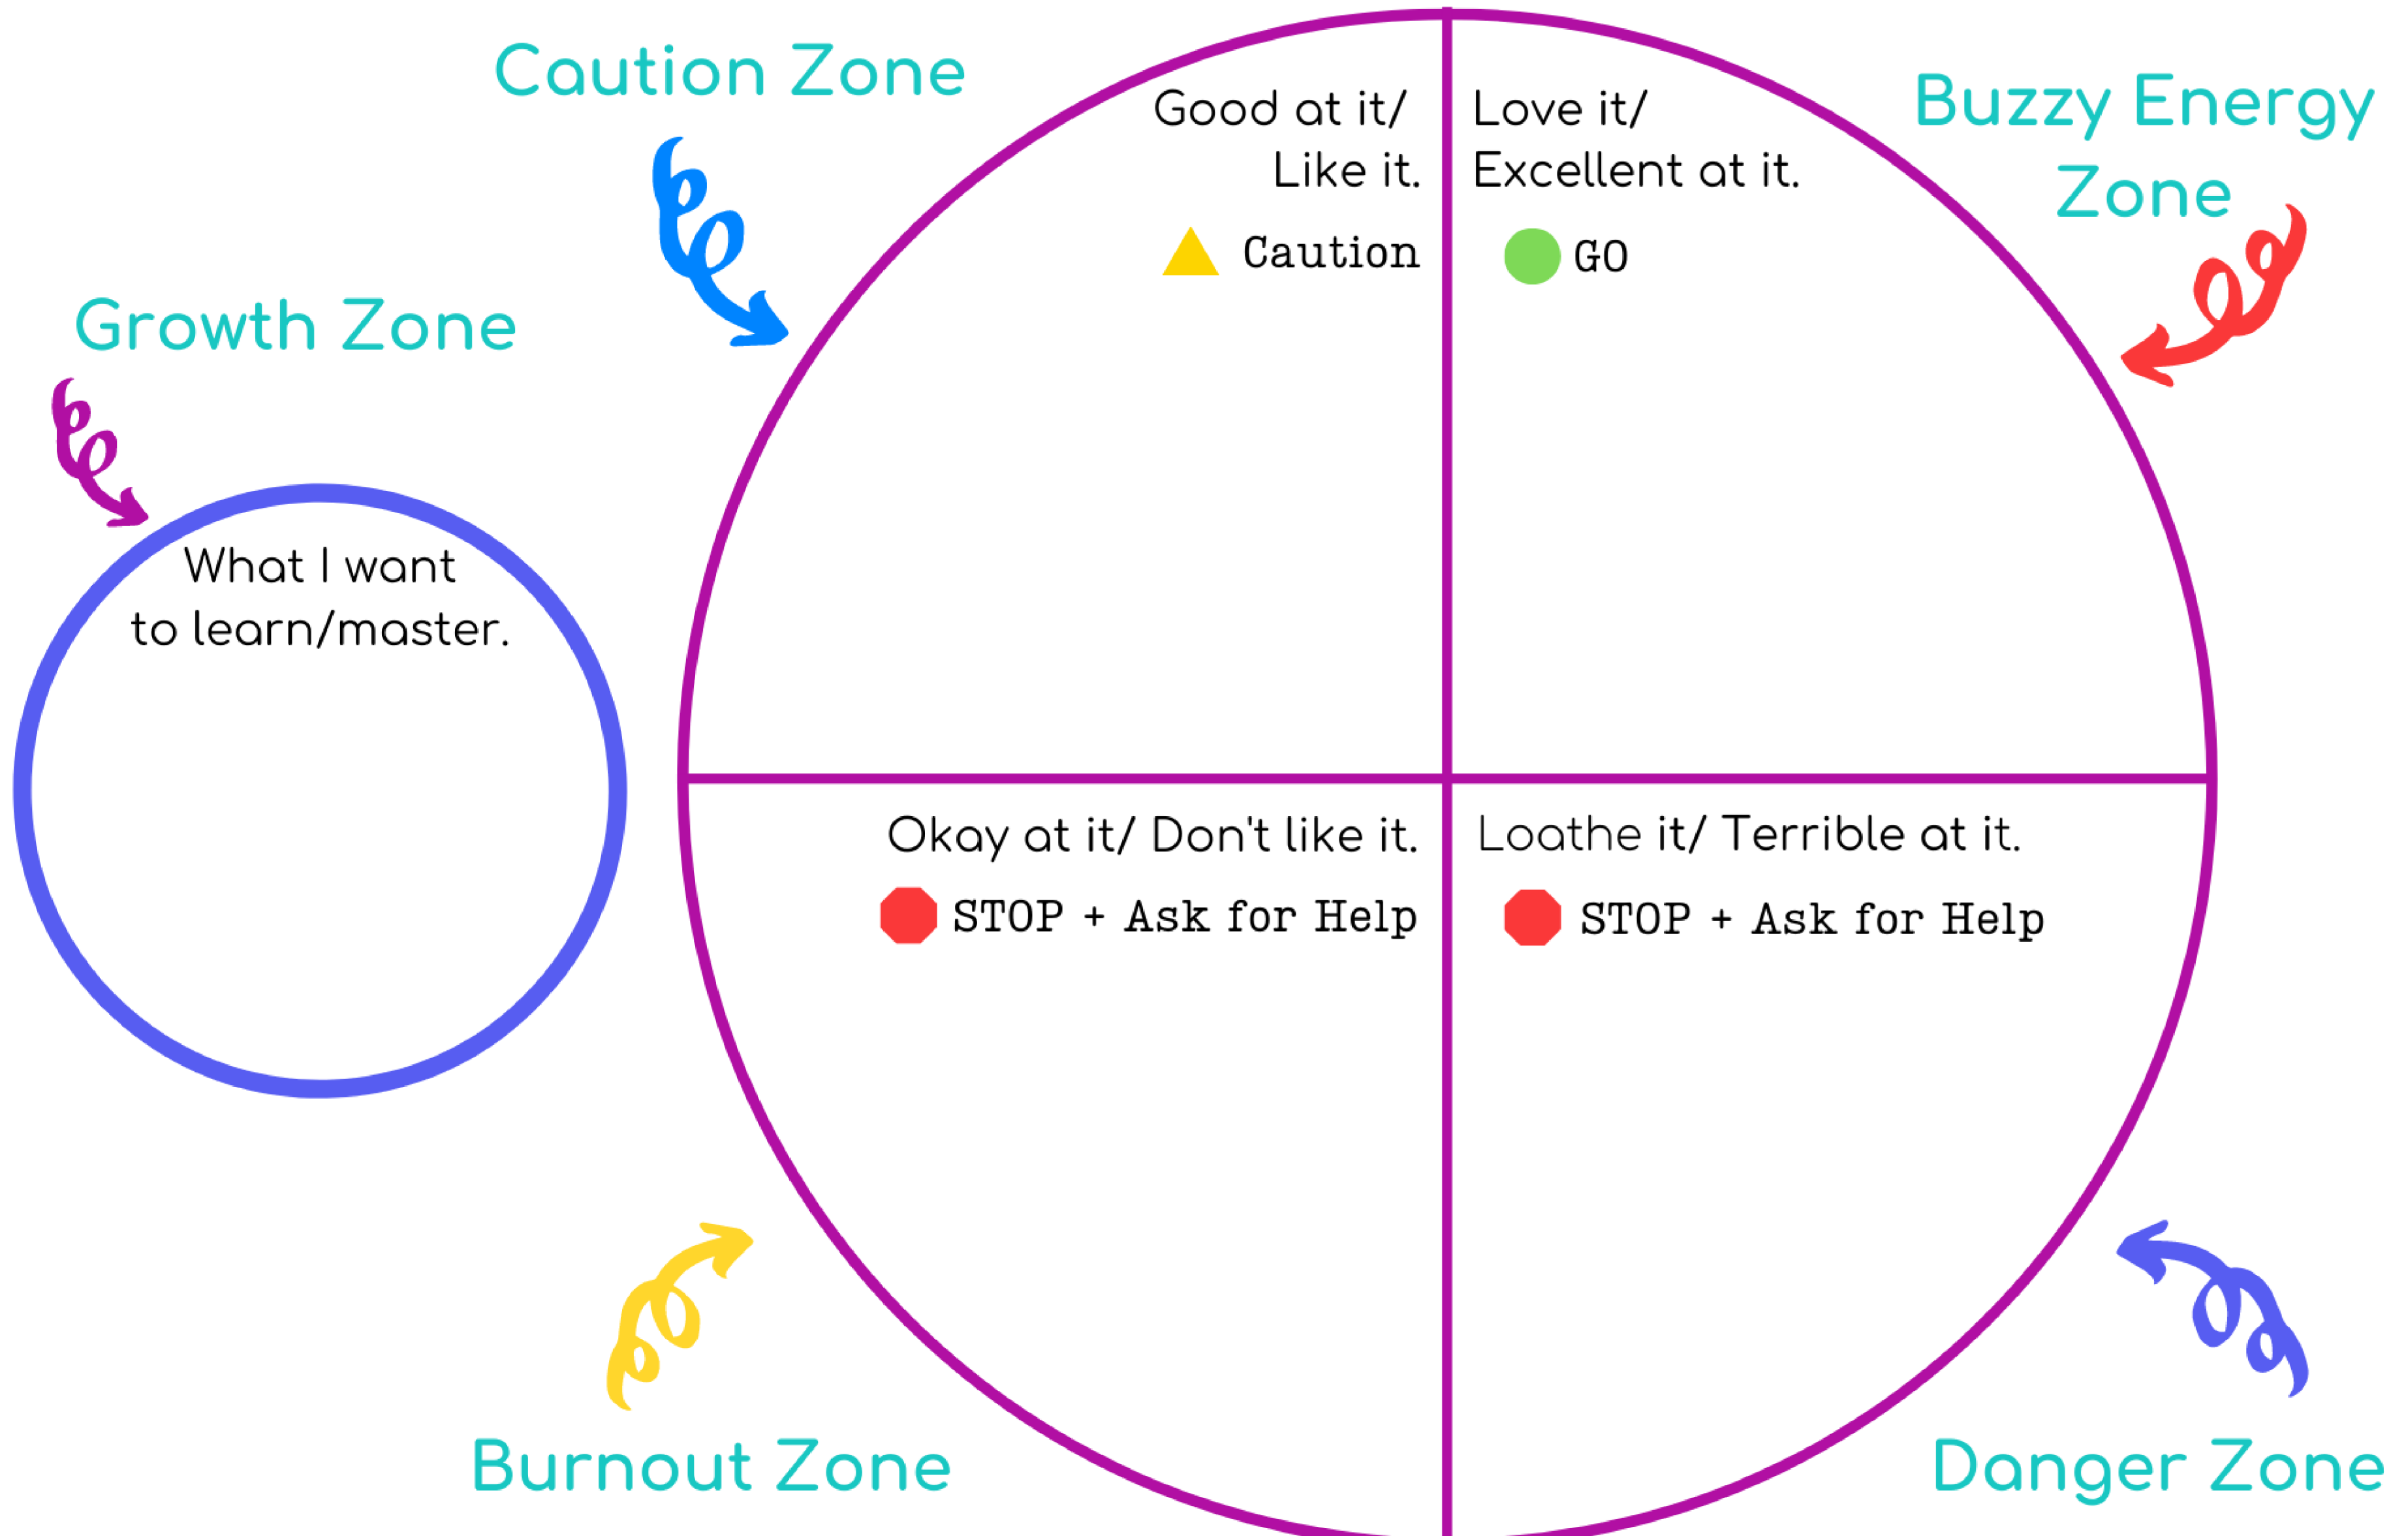 Caution Zone
Growth Zone
What I want
to learn/master.
Good at it/
Like it.
Caution
Love it/
Excellent at it.
GO
Buzzy Energy
Zone
Okay at it/ Don't like it.
STOP + Ask for Help
Loathe it/ Terrible at it.
STOP + Ask for Help
Burnout Zone
Danger Zone